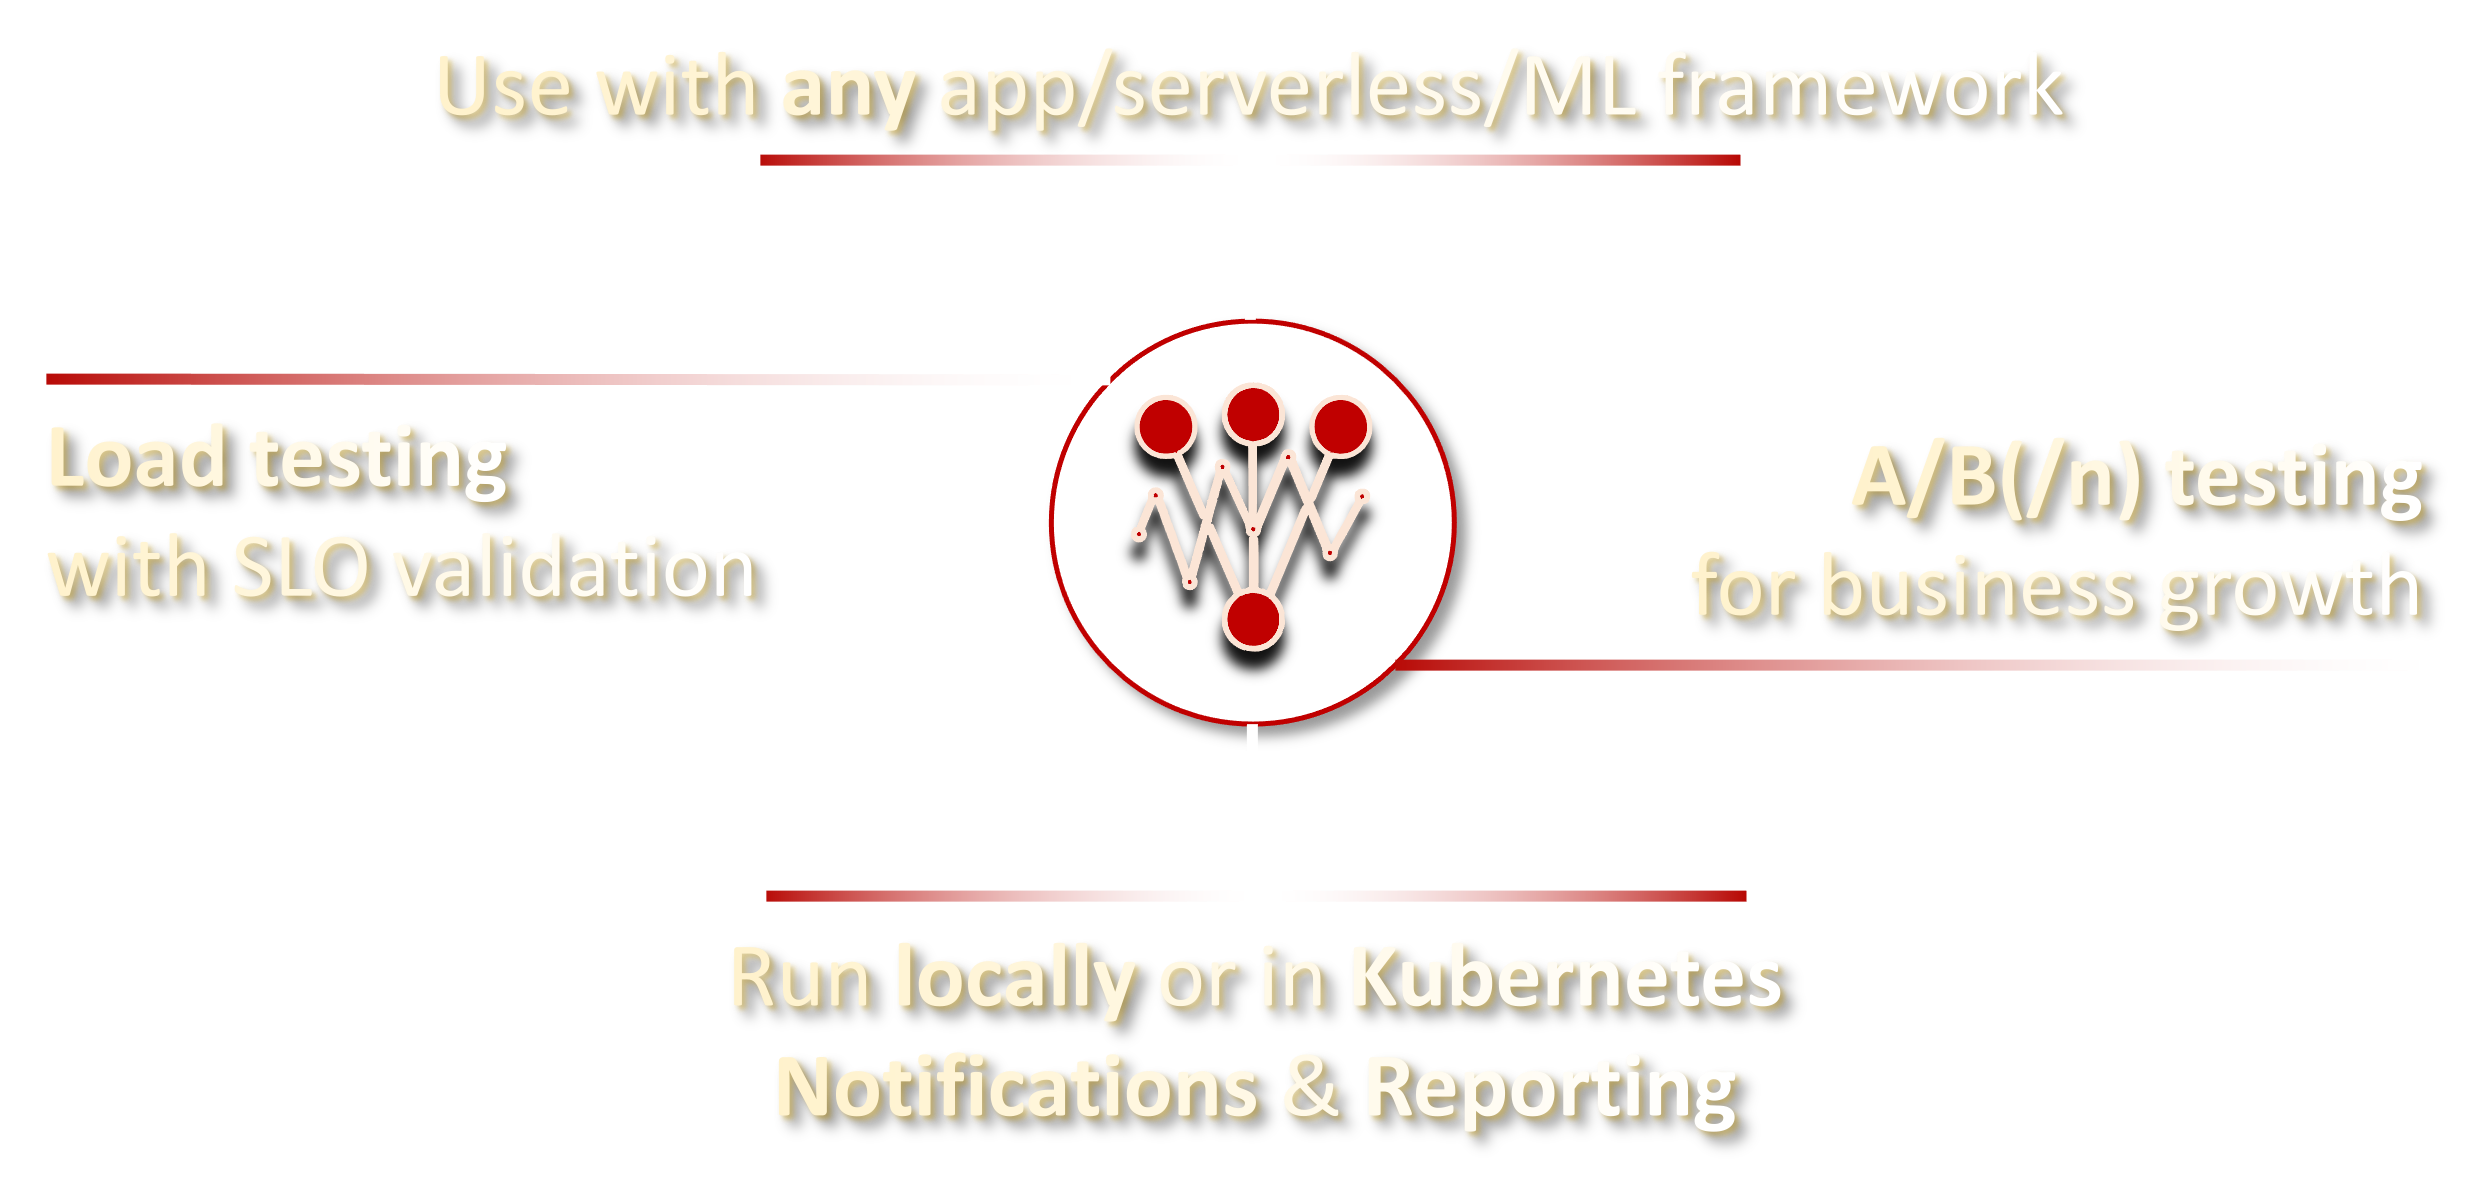 Use with any app/serverless/ML framework
Load testing
with SLO validation
A/B(/n) testing
for business growth
Run locally or in Kubernetes
Notifications & Reporting